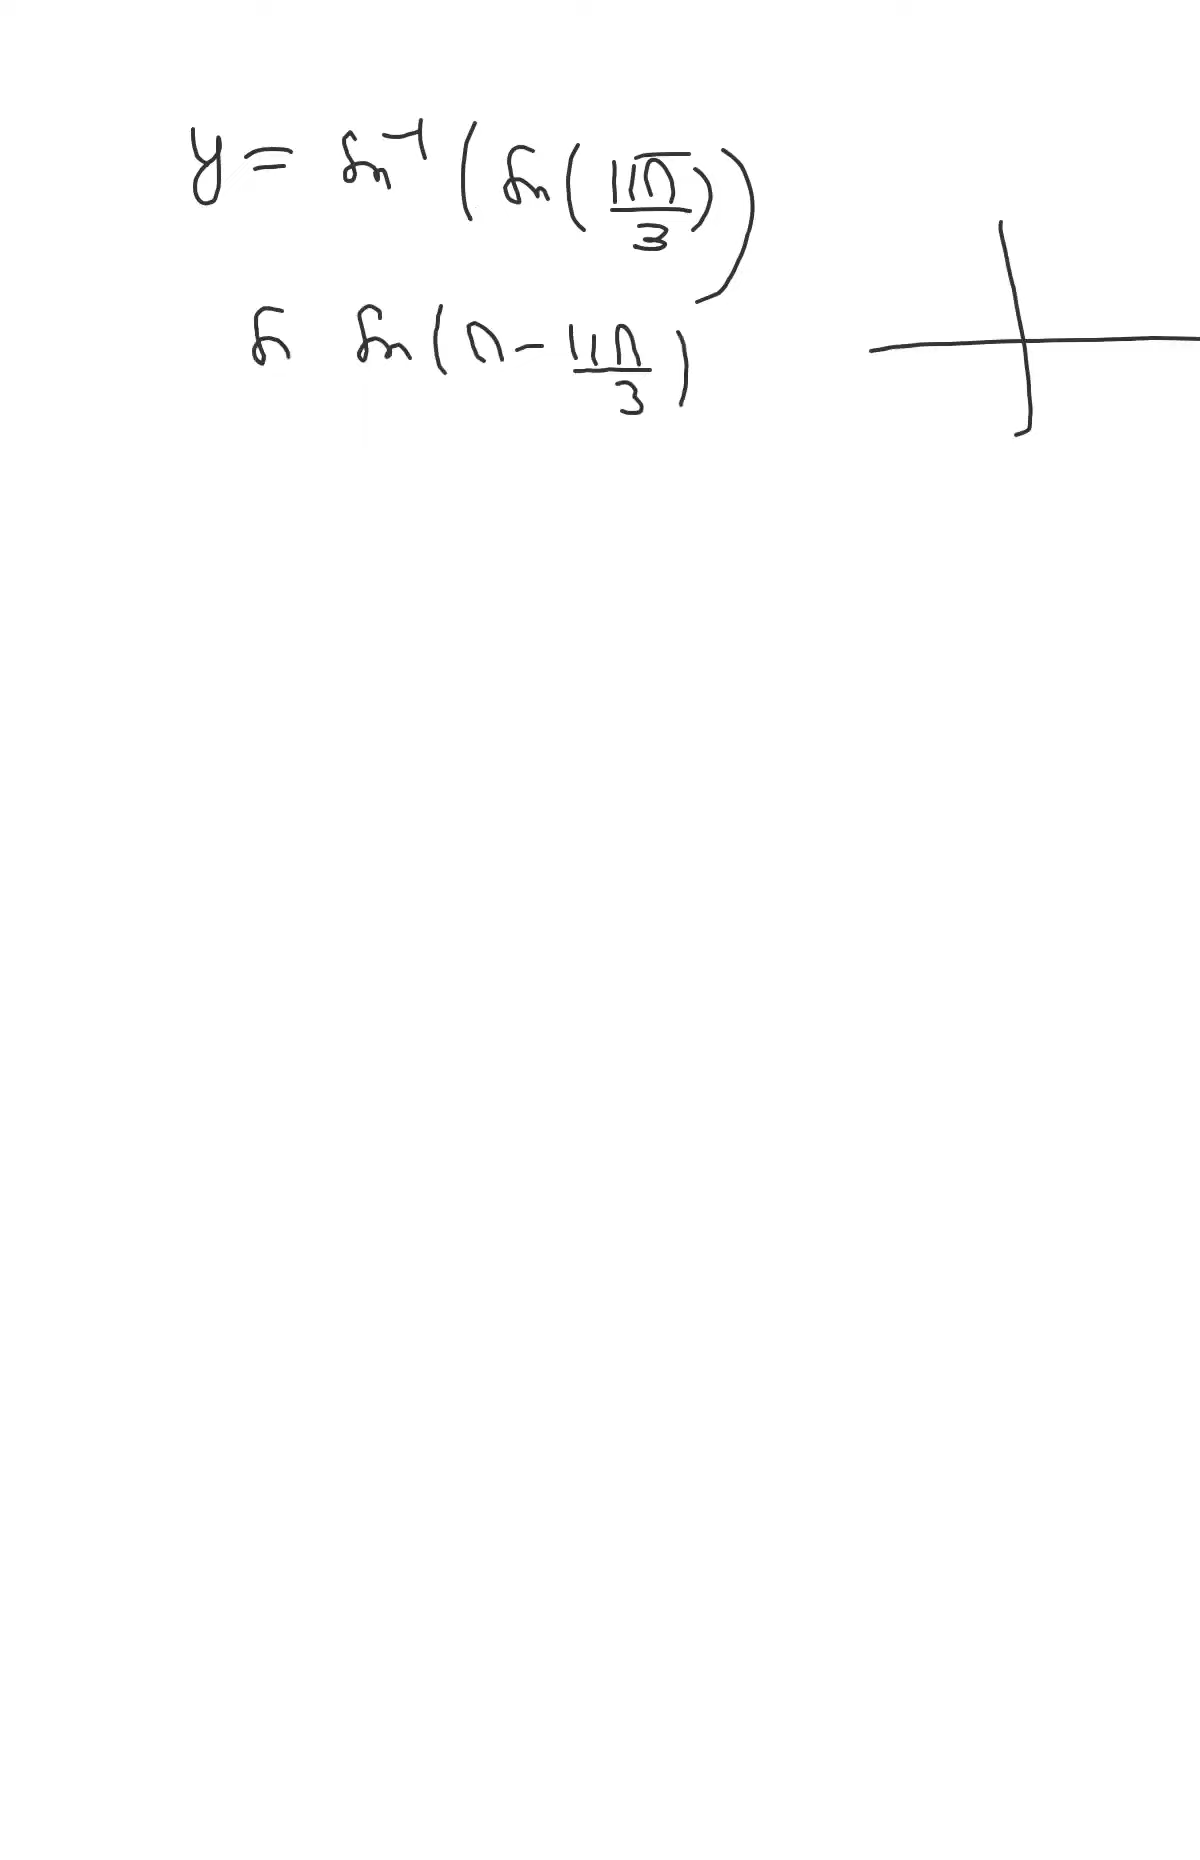 y = sin⁻¹ (sin(11π/3))
sin sin(π - 11π/3)